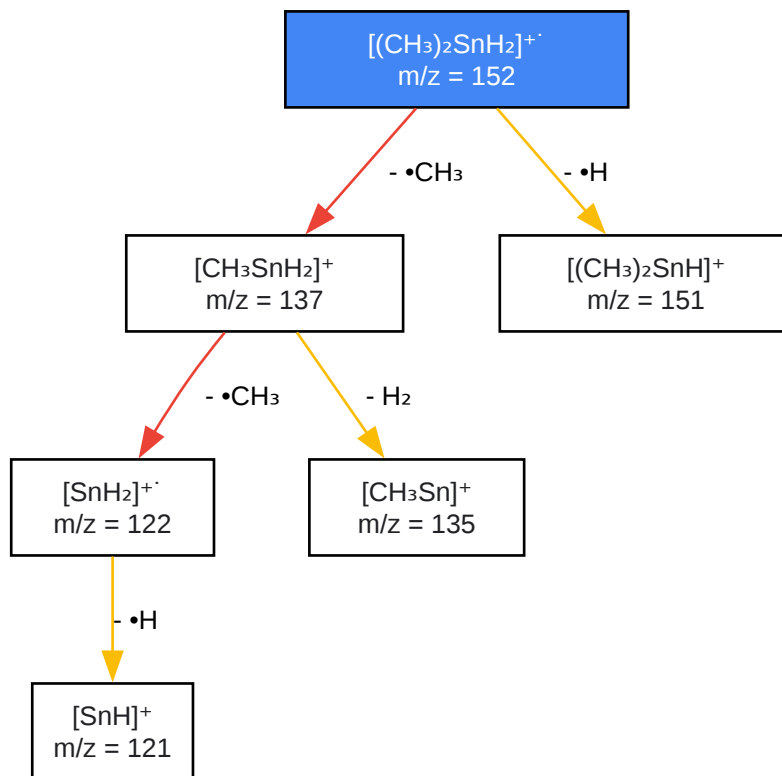 [(CH₃)₂SnH₂]⁺˙
m/z = 152
- •CH₃
- •H
[CH₃SnH₂]⁺
m/z = 137
[(CH₃)₂SnH]⁺
m/z = 151
- •CH₃
- H₂
[SnH₂]⁺˙
m/z = 122
[CH₃Sn]⁺
m/z = 135
- •H
[SnH]⁺
m/z = 121